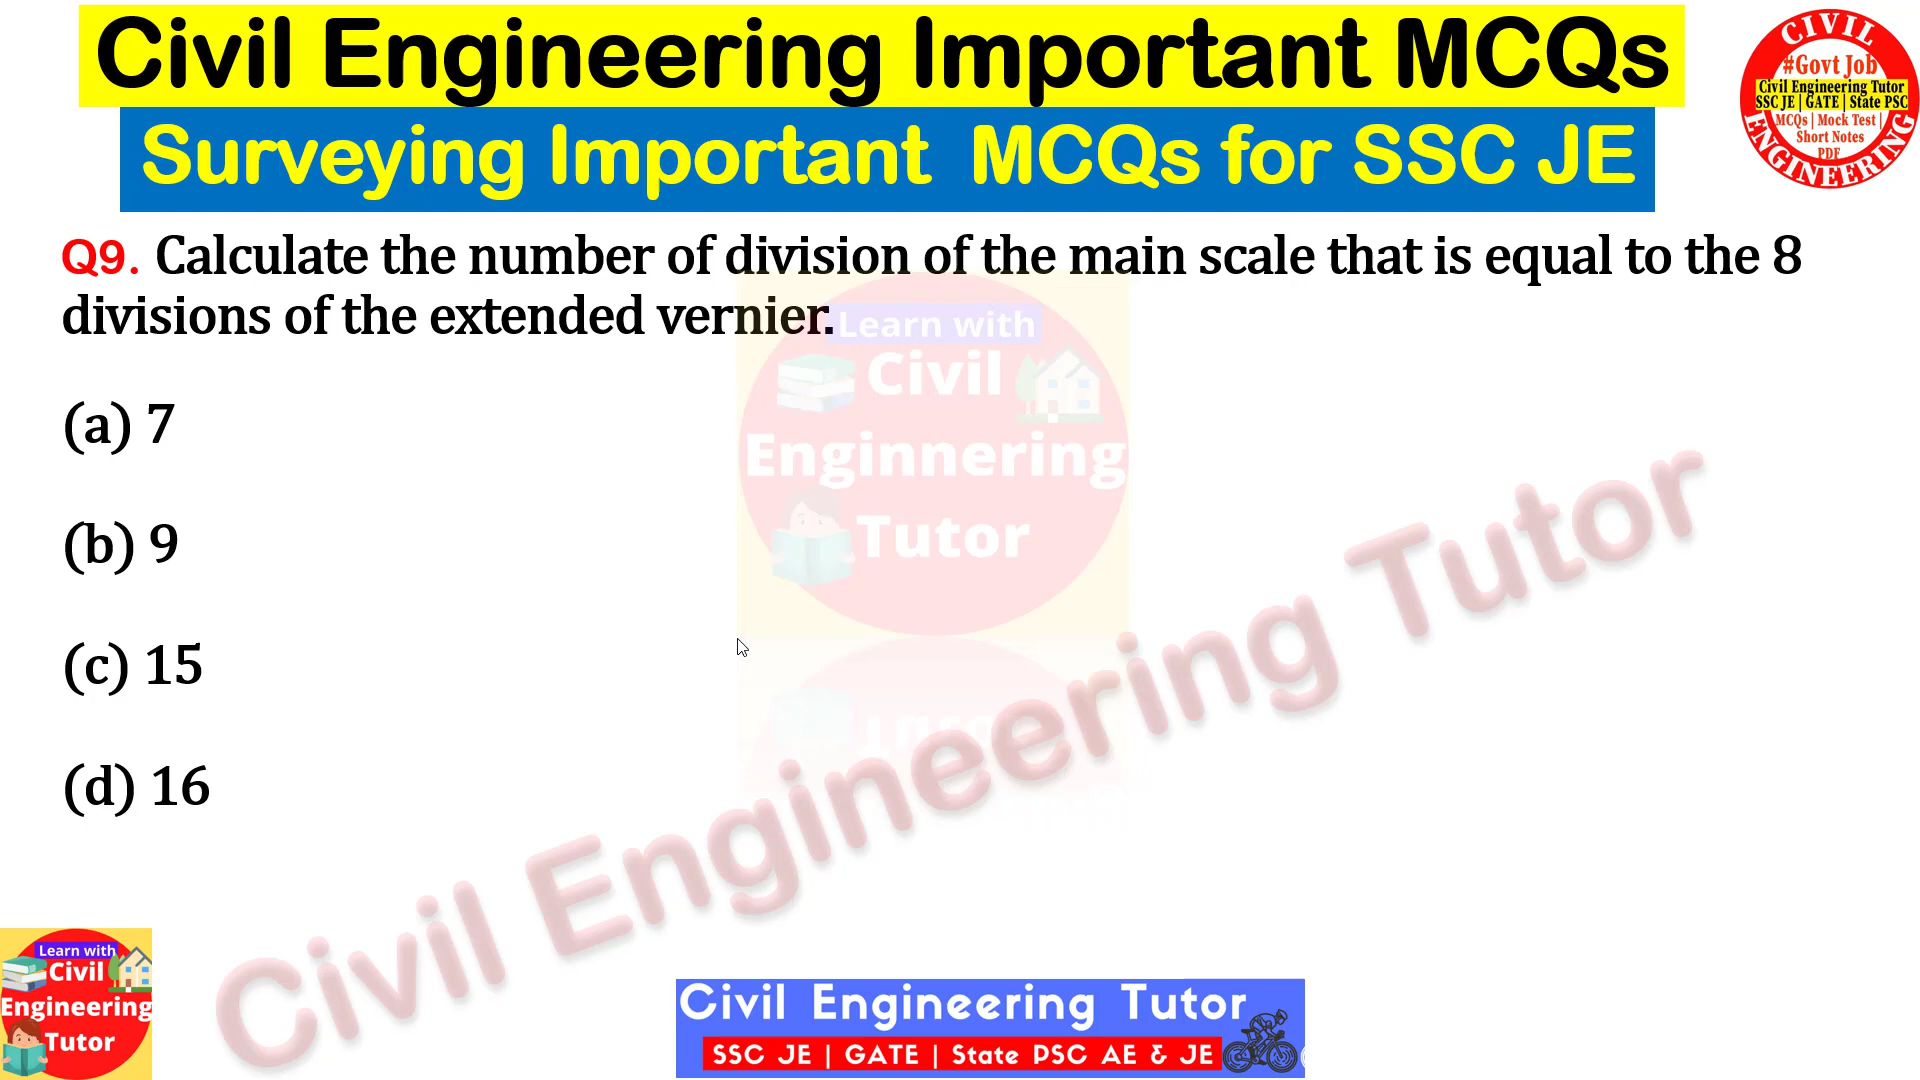 Civil Engineering Important MCQs
Surveying Important MCQs for SSC JE
CIVIL
#Govt Job
Civil Engineering Tutor
SSC JE | GATE | State PSC
MCQs | Mock Test |
Short Notes
PDF
ENGINEERING
Q9. Calculate the number of division of the main scale that is equal to the 8
divisions of the extended vernier.
(a) 7
(b) 9
(c) 15
(d) 16
Learn with
Civil
Enginnering
Tutor
Civil Engineering Tutor
Learn with
Civil
Engineering
Tutor
Civil Engineering Tutor
SSC JE | GATE | State PSC AE & JE